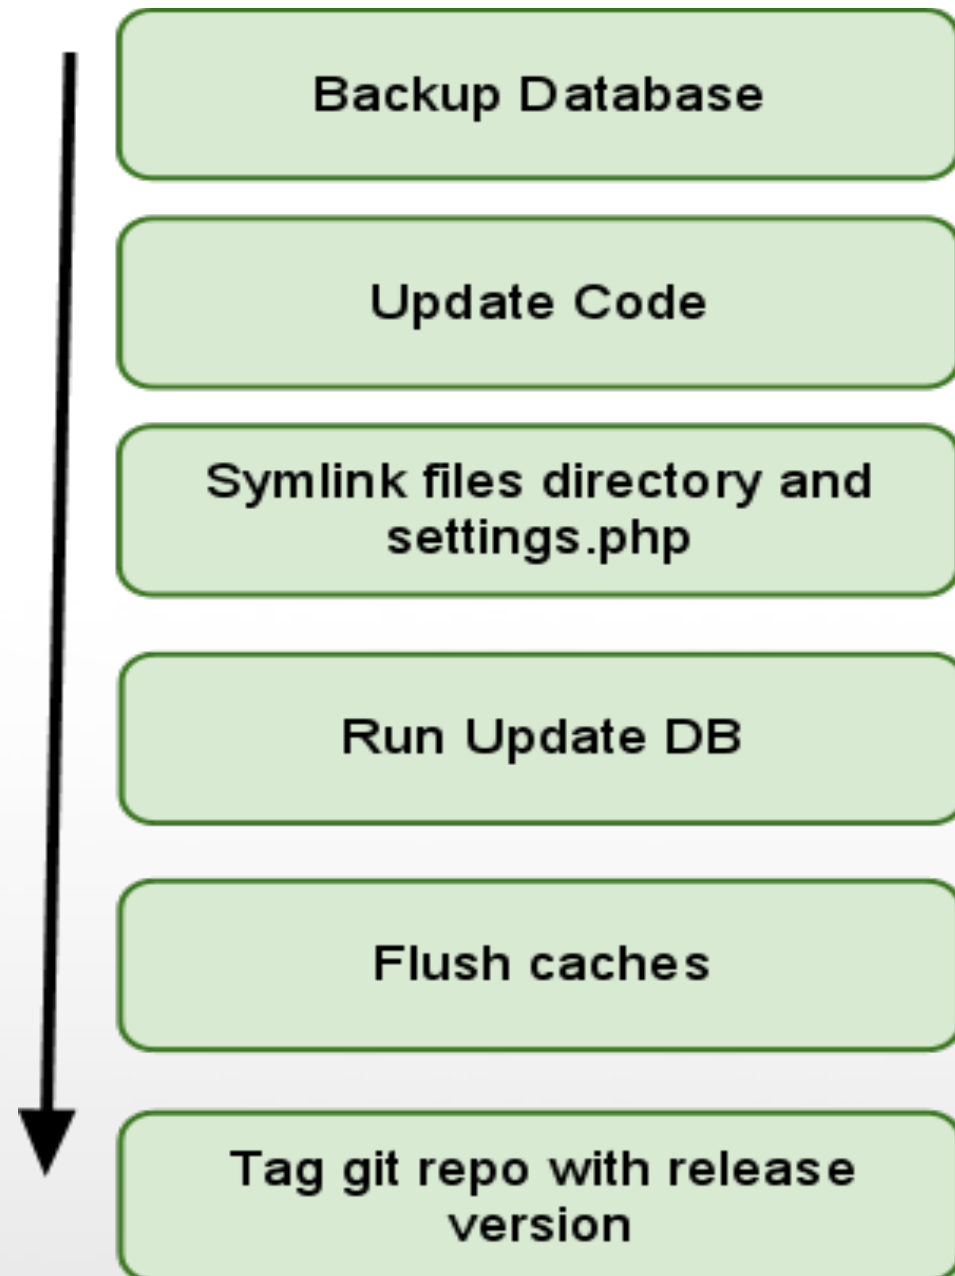 Backup Database
Update Code
Symlink files directory and
settings.php
Run Update DB
Flush caches
Tag git repo with release
version